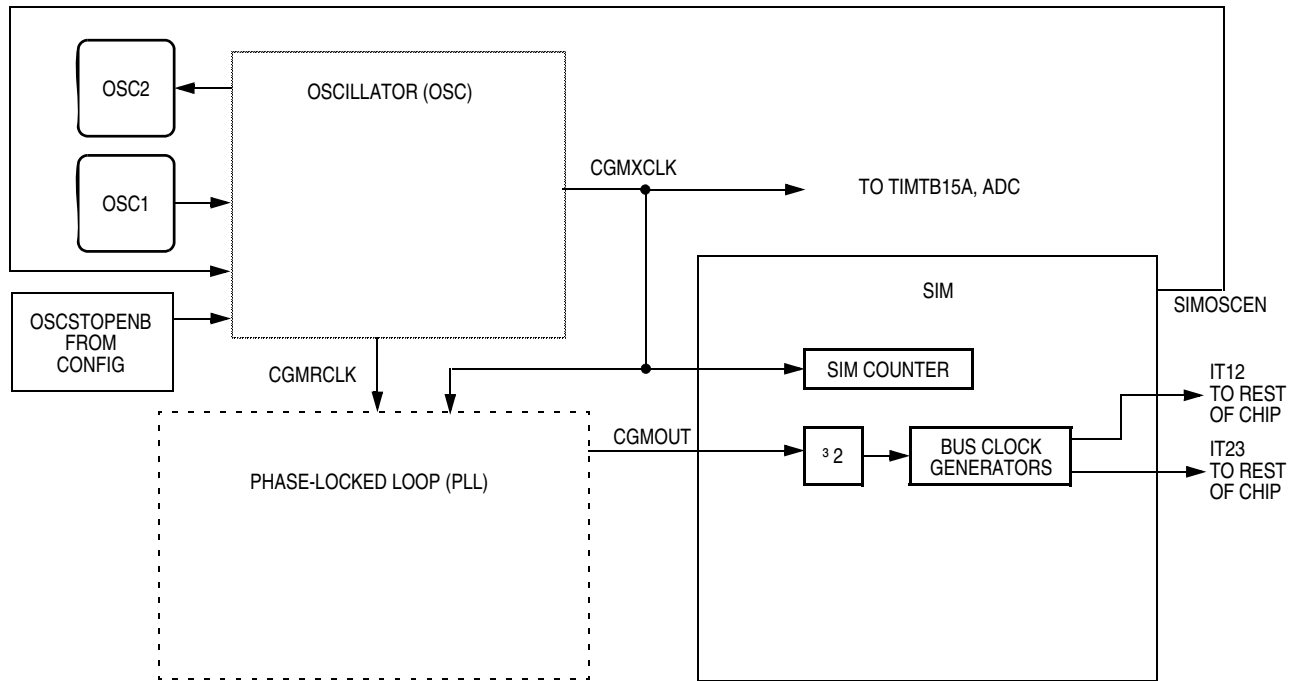 OSC2
OSCILLATOR (OSC)
OSC1
CGMXCLK
TO TIMTB15A, ADC
OSCSTOPENB
FROM
CONFIG
SIM
SIMOSCEN
CGMRCLK
SIM COUNTER
IT12
TO REST
OF CHIP
CGMOUT
³ 2
BUS CLOCK
GENERATORS
IT23
TO REST
OF CHIP
PHASE-LOCKED LOOP (PLL)